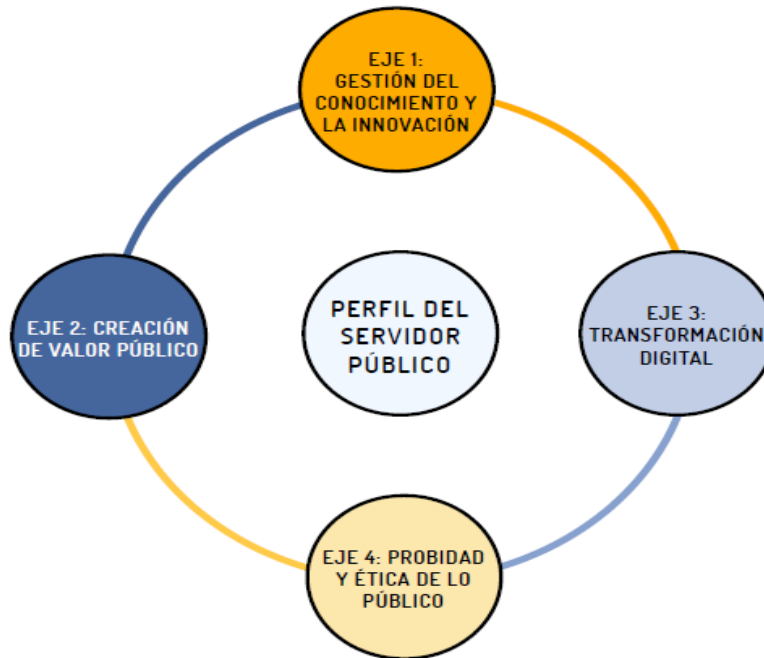 EJE 1:
GESTIÓN DEL
CONOCIMIENTO Y
LA INNOVACIÓN
EJE 2: CREACIÓN
DE VALOR PÚBLICO
PERFIL DEL
SERVIDOR
PÚBLICO
EJE 3:
TRANSFORMACIÓN
DIGITAL
EJE 4: PROBIDAD
Y ÉTICA DE LO
PÚBLICO